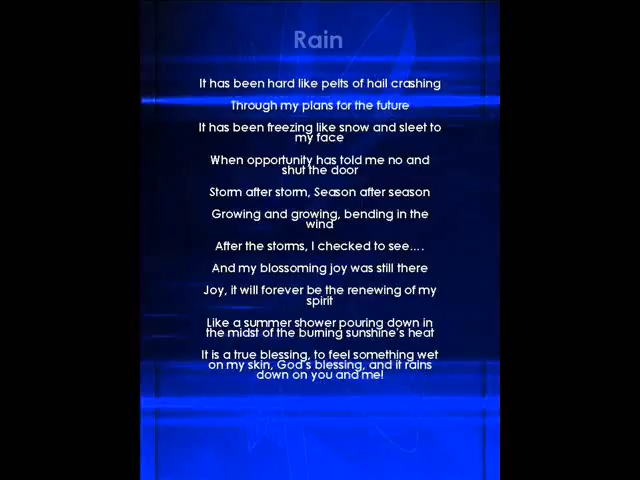 Rain
It has been hard like pelts of hail crashing
Through my plans for the future
It has been freezing like snow and sleet to
my face
When opportunity has told me no and
shut the door
Storm after storm, Season after season
Growing and growing, bending in the
wind
After the storms, I checked to see....
And my blossoming joy was still there
Joy, it will forever be the renewing of my
spirit
Like a summer shower pouring down in
the midst of the burning sunshine's heat
It is a true blessing, to feel something wet
on my skin, God's blessing, and it rains
down on you and me!